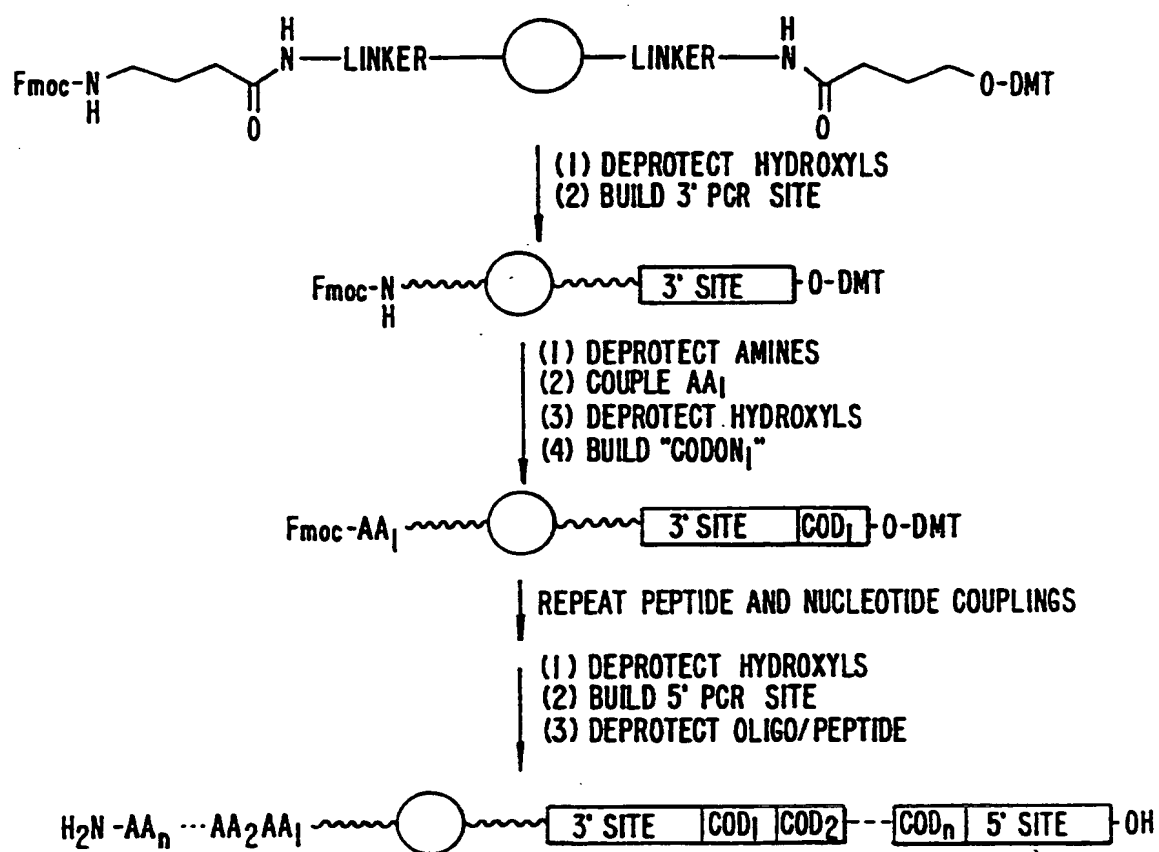 H
N—LINKER— —LINKER—N
H
Fmoc-N
H
O
O
O-DMT
(1) DEPROTECT HYDROXYLS
(2) BUILD 3' PCR SITE
Fmoc-N
H
3' SITE
O-DMT
(1) DEPROTECT AMINES
(2) COUPLE AA₁
(3) DEPROTECT HYDROXYLS
(4) BUILD "CODON₁"
Fmoc-AA₁
3' SITE COD₁
O-DMT
REPEAT PEPTIDE AND NUCLEOTIDE COUPLINGS
(1) DEPROTECT HYDROXYLS
(2) BUILD 5' PCR SITE
(3) DEPROTECT OLIGO/PEPTIDE
H₂N-AAₙ ···AA₂AA₁
3' SITE COD₁ COD₂ --- CODₙ 5' SITE
OH